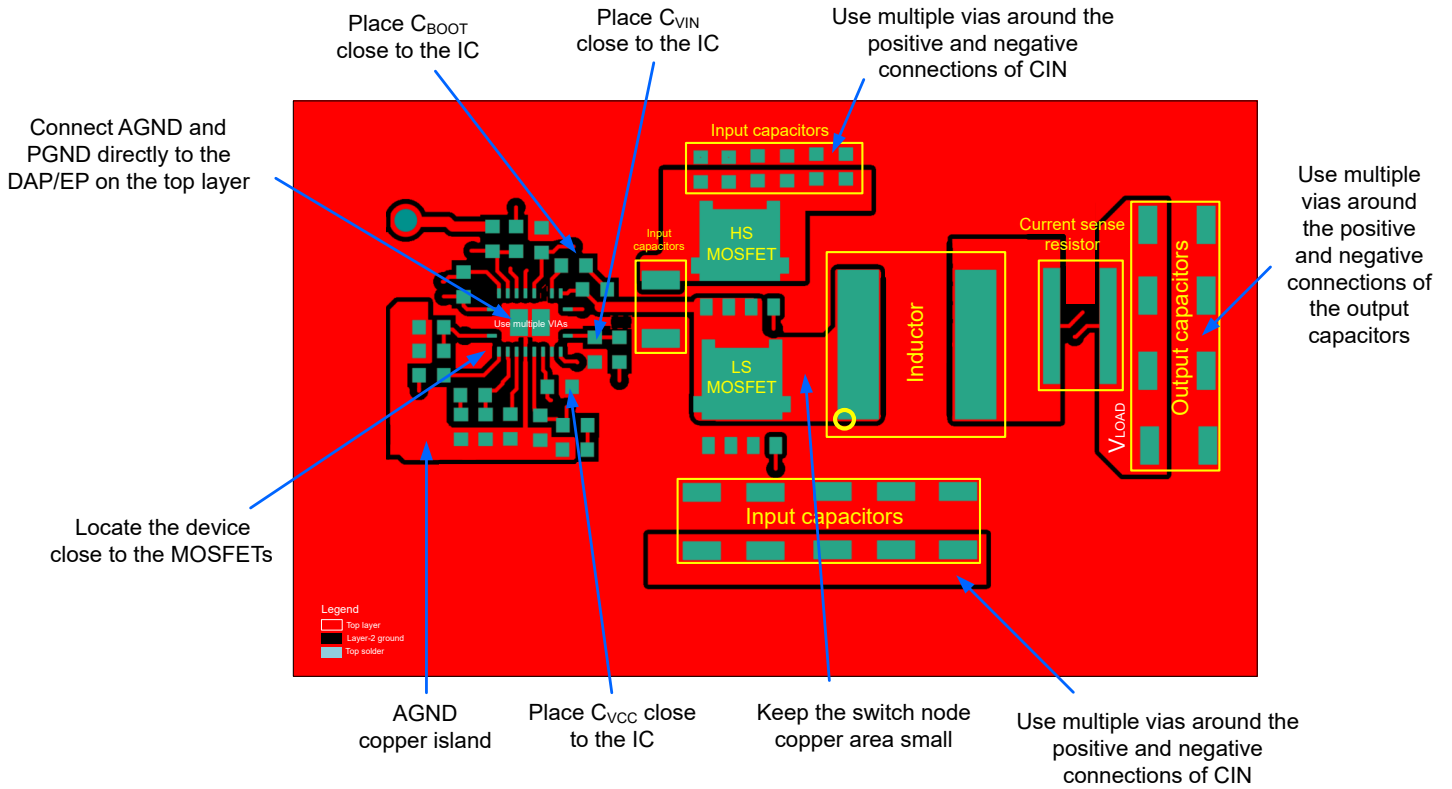 Place CBOOT
close to the IC
Place CVIN
close to the IC
Use multiple vias around the
positive and negative
connections of CIN
Connect AGND and
PGND directly to the
DAP/EP on the top layer
Input capacitors
HS
MOSFET
Input
capacitors
Current sense
resistor
Use multiple
vias around
the positive
and negative
connections of
the output
capacitors
Use multiple VIAs
LS
MOSFET
Inductor
Output capacitors
VLOAD
Input capacitors
Locate the device
close to the MOSFETs
Legend
Top layer
Layer-2 ground
Top solder
AGND
copper island
Place CVCC close
to the IC
Keep the switch node
copper area small
Use multiple vias around the
positive and negative
connections of CIN